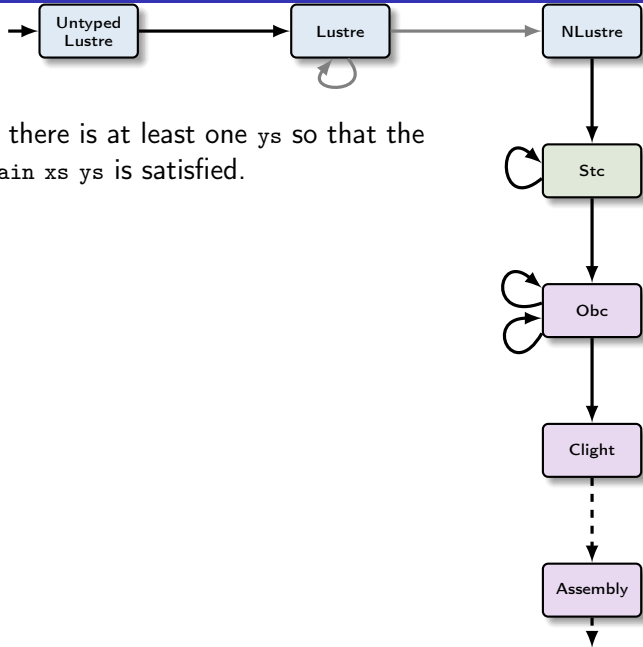 Untyped
Lustre
Lustre
NLustre
there is at least one ys so that the
ain xs ys is satisfied.
Stc
Obc
Clight
Assembly